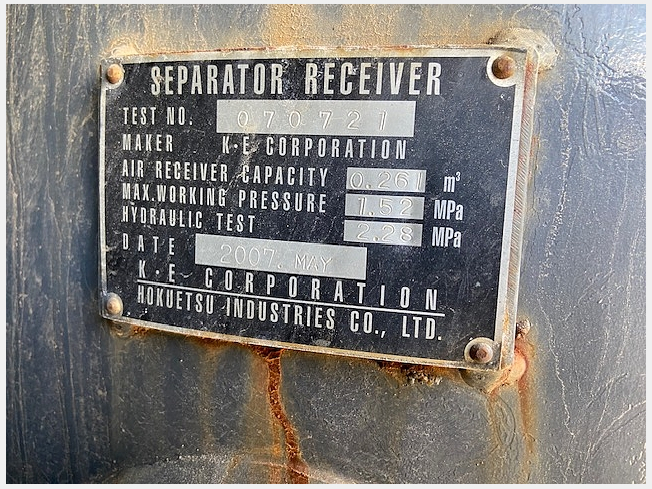 SEPARATOR RECEIVER
TEST NO. 070721
MAKER K·E CORPORATION
AIR RECEIVER CAPACITY 0.261 m³
MAX.WORKING PRESSURE 1.52 MPa
HYDRAULIC TEST 2.28 MPa
DATE 2007. MAY
K·E CORPORATION
HOKUETSU INDUSTRIES CO., LTD.